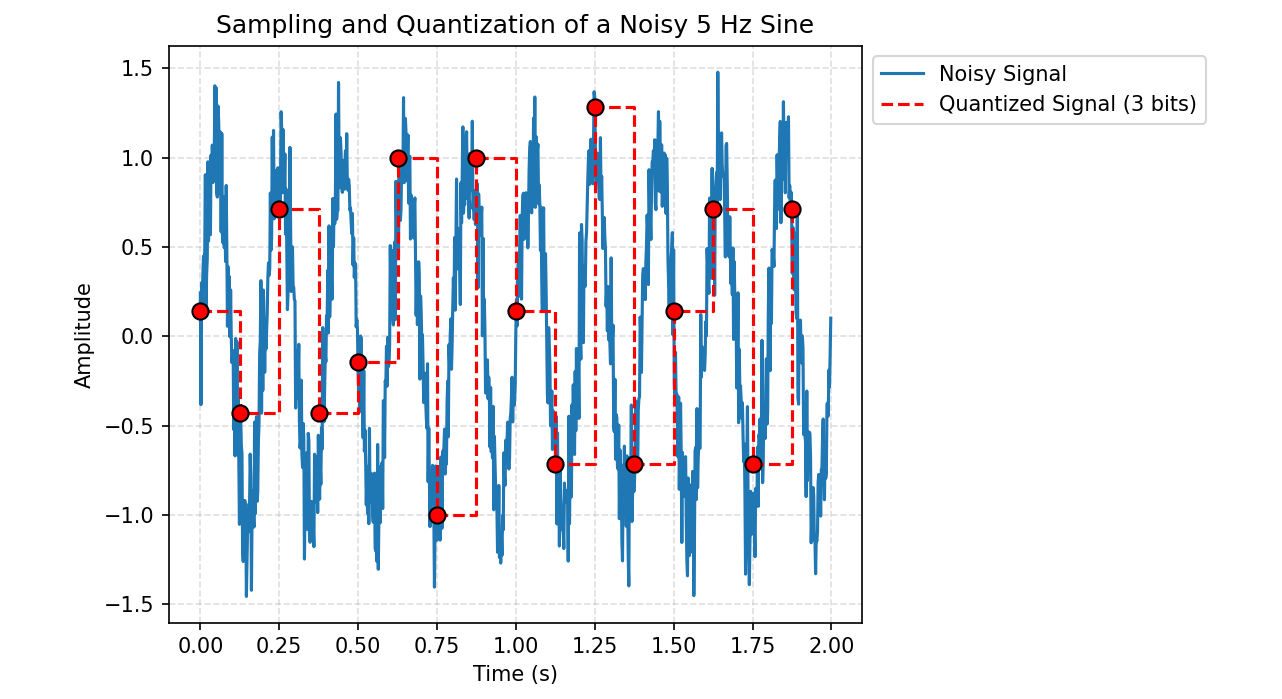 Sampling and Quantization of a Noisy 5 Hz Sine
Noisy Signal
Quantized Signal (3 bits)
Amplitude
1.5
1.0
0.5
0.0
−0.5
−1.0
−1.5
0.00 0.25 0.50 0.75 1.00 1.25 1.50 1.75 2.00
Time (s)